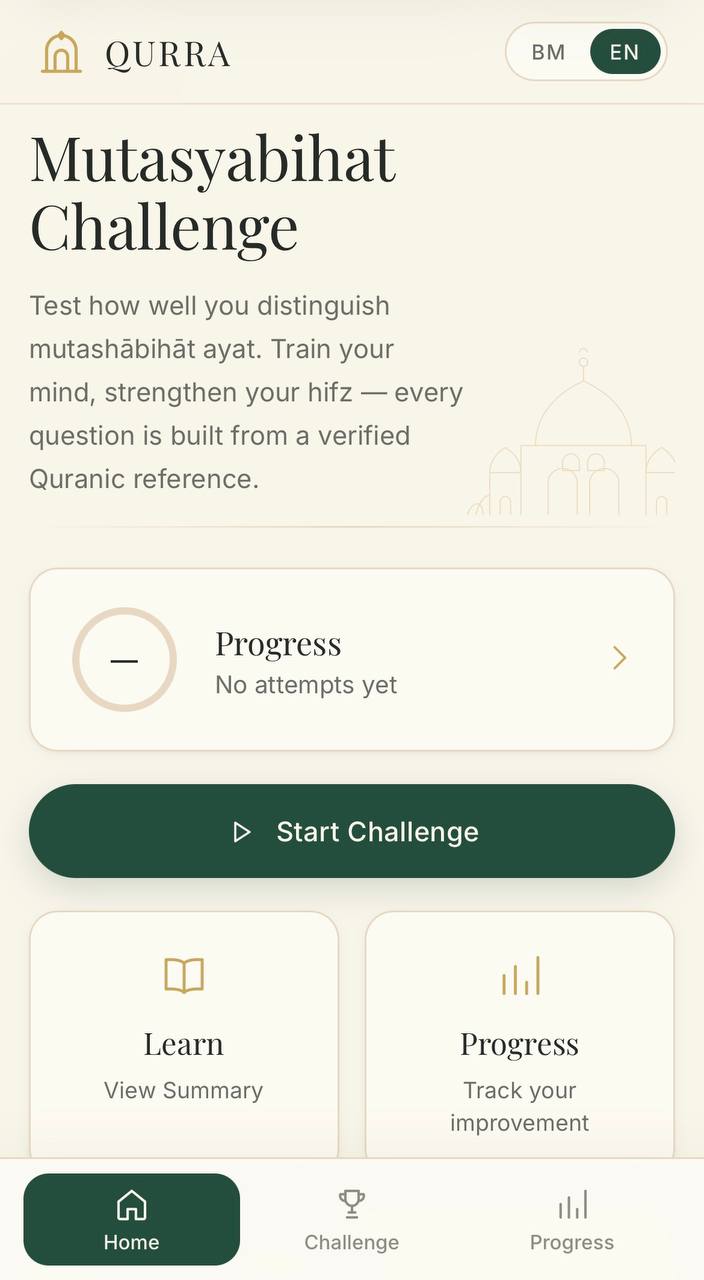 QURRA
BM
EN
Mutasyabihat
Challenge
Test how well you distinguish
mutashābihāt ayat. Train your
mind, strengthen your hifz — every
question is built from a verified
Quranic reference.
—
Progress
No attempts yet
Start Challenge
Learn
View Summary
Progress
Track your
improvement
Home
Challenge
Progress